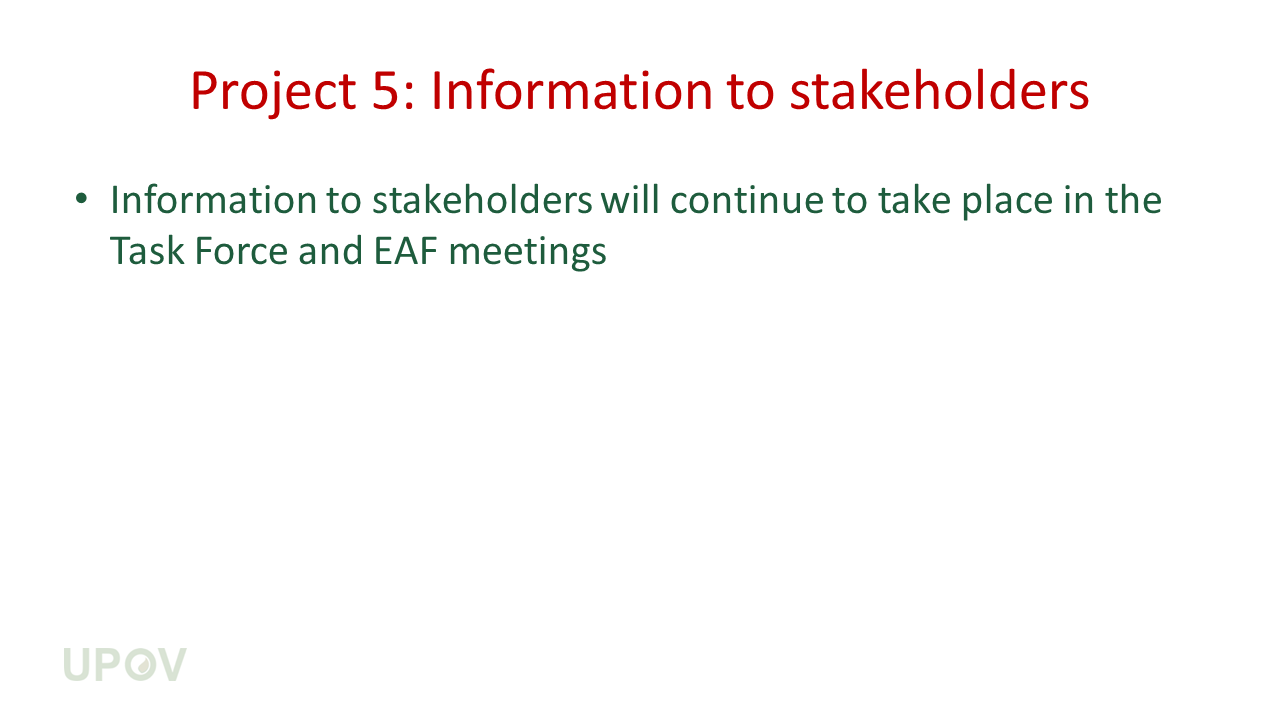 Project 5: Information to stakeholders
• Information to stakeholders will continue to take place in the
Task Force and EAF meetings
UPOV